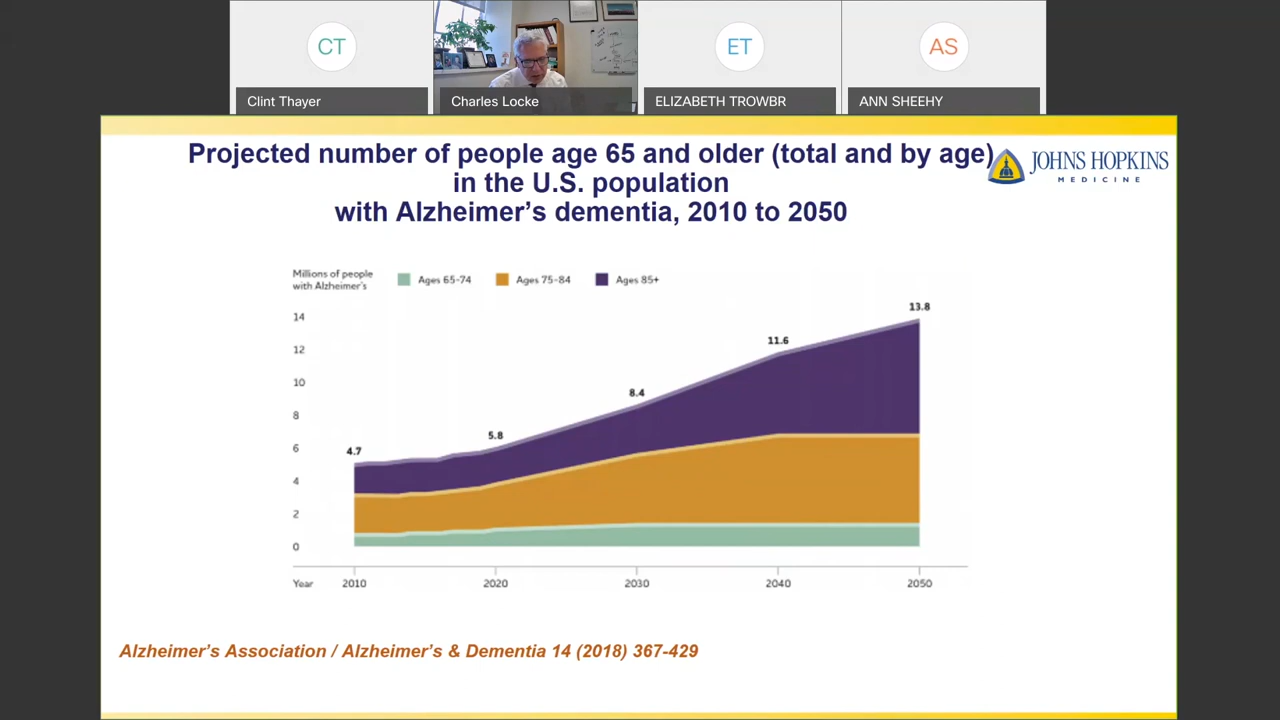 CT
ET
AS
Clint Thayer
Charles Locke
ELIZABETH TROWBR
ANN SHEEHY
Projected number of people age 65 and older (total and by age)
in the U.S. population
with Alzheimer's dementia, 2010 to 2050
JOHNS HOPKINS
MEDICINE
Millions of people
with Alzheimer's
Ages 65-74
Ages 75-84
Ages 85+
14
12
10
8
6
4
2
0
4.7
5.8
8.4
11.6
13.8
Year 2010 2020 2030 2040 2050
Alzheimer's Association / Alzheimer's & Dementia 14 (2018) 367-429